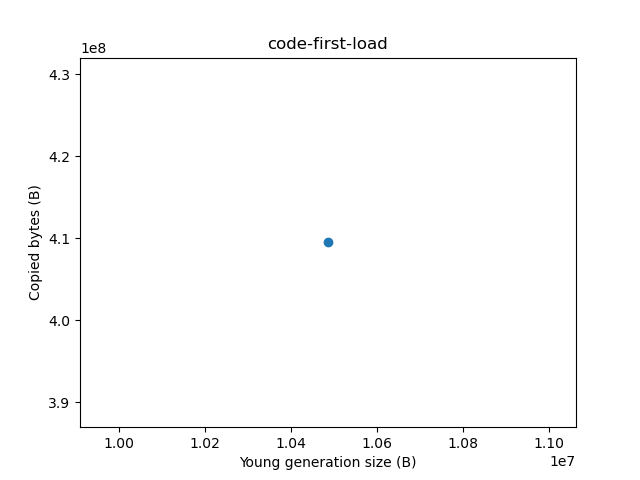 code-first-load
1e8
4.3
4.2
4.1
4.0
3.9
Copied bytes (B)
1.00 1.02 1.04 1.06 1.08 1.10
1e7
Young generation size (B)